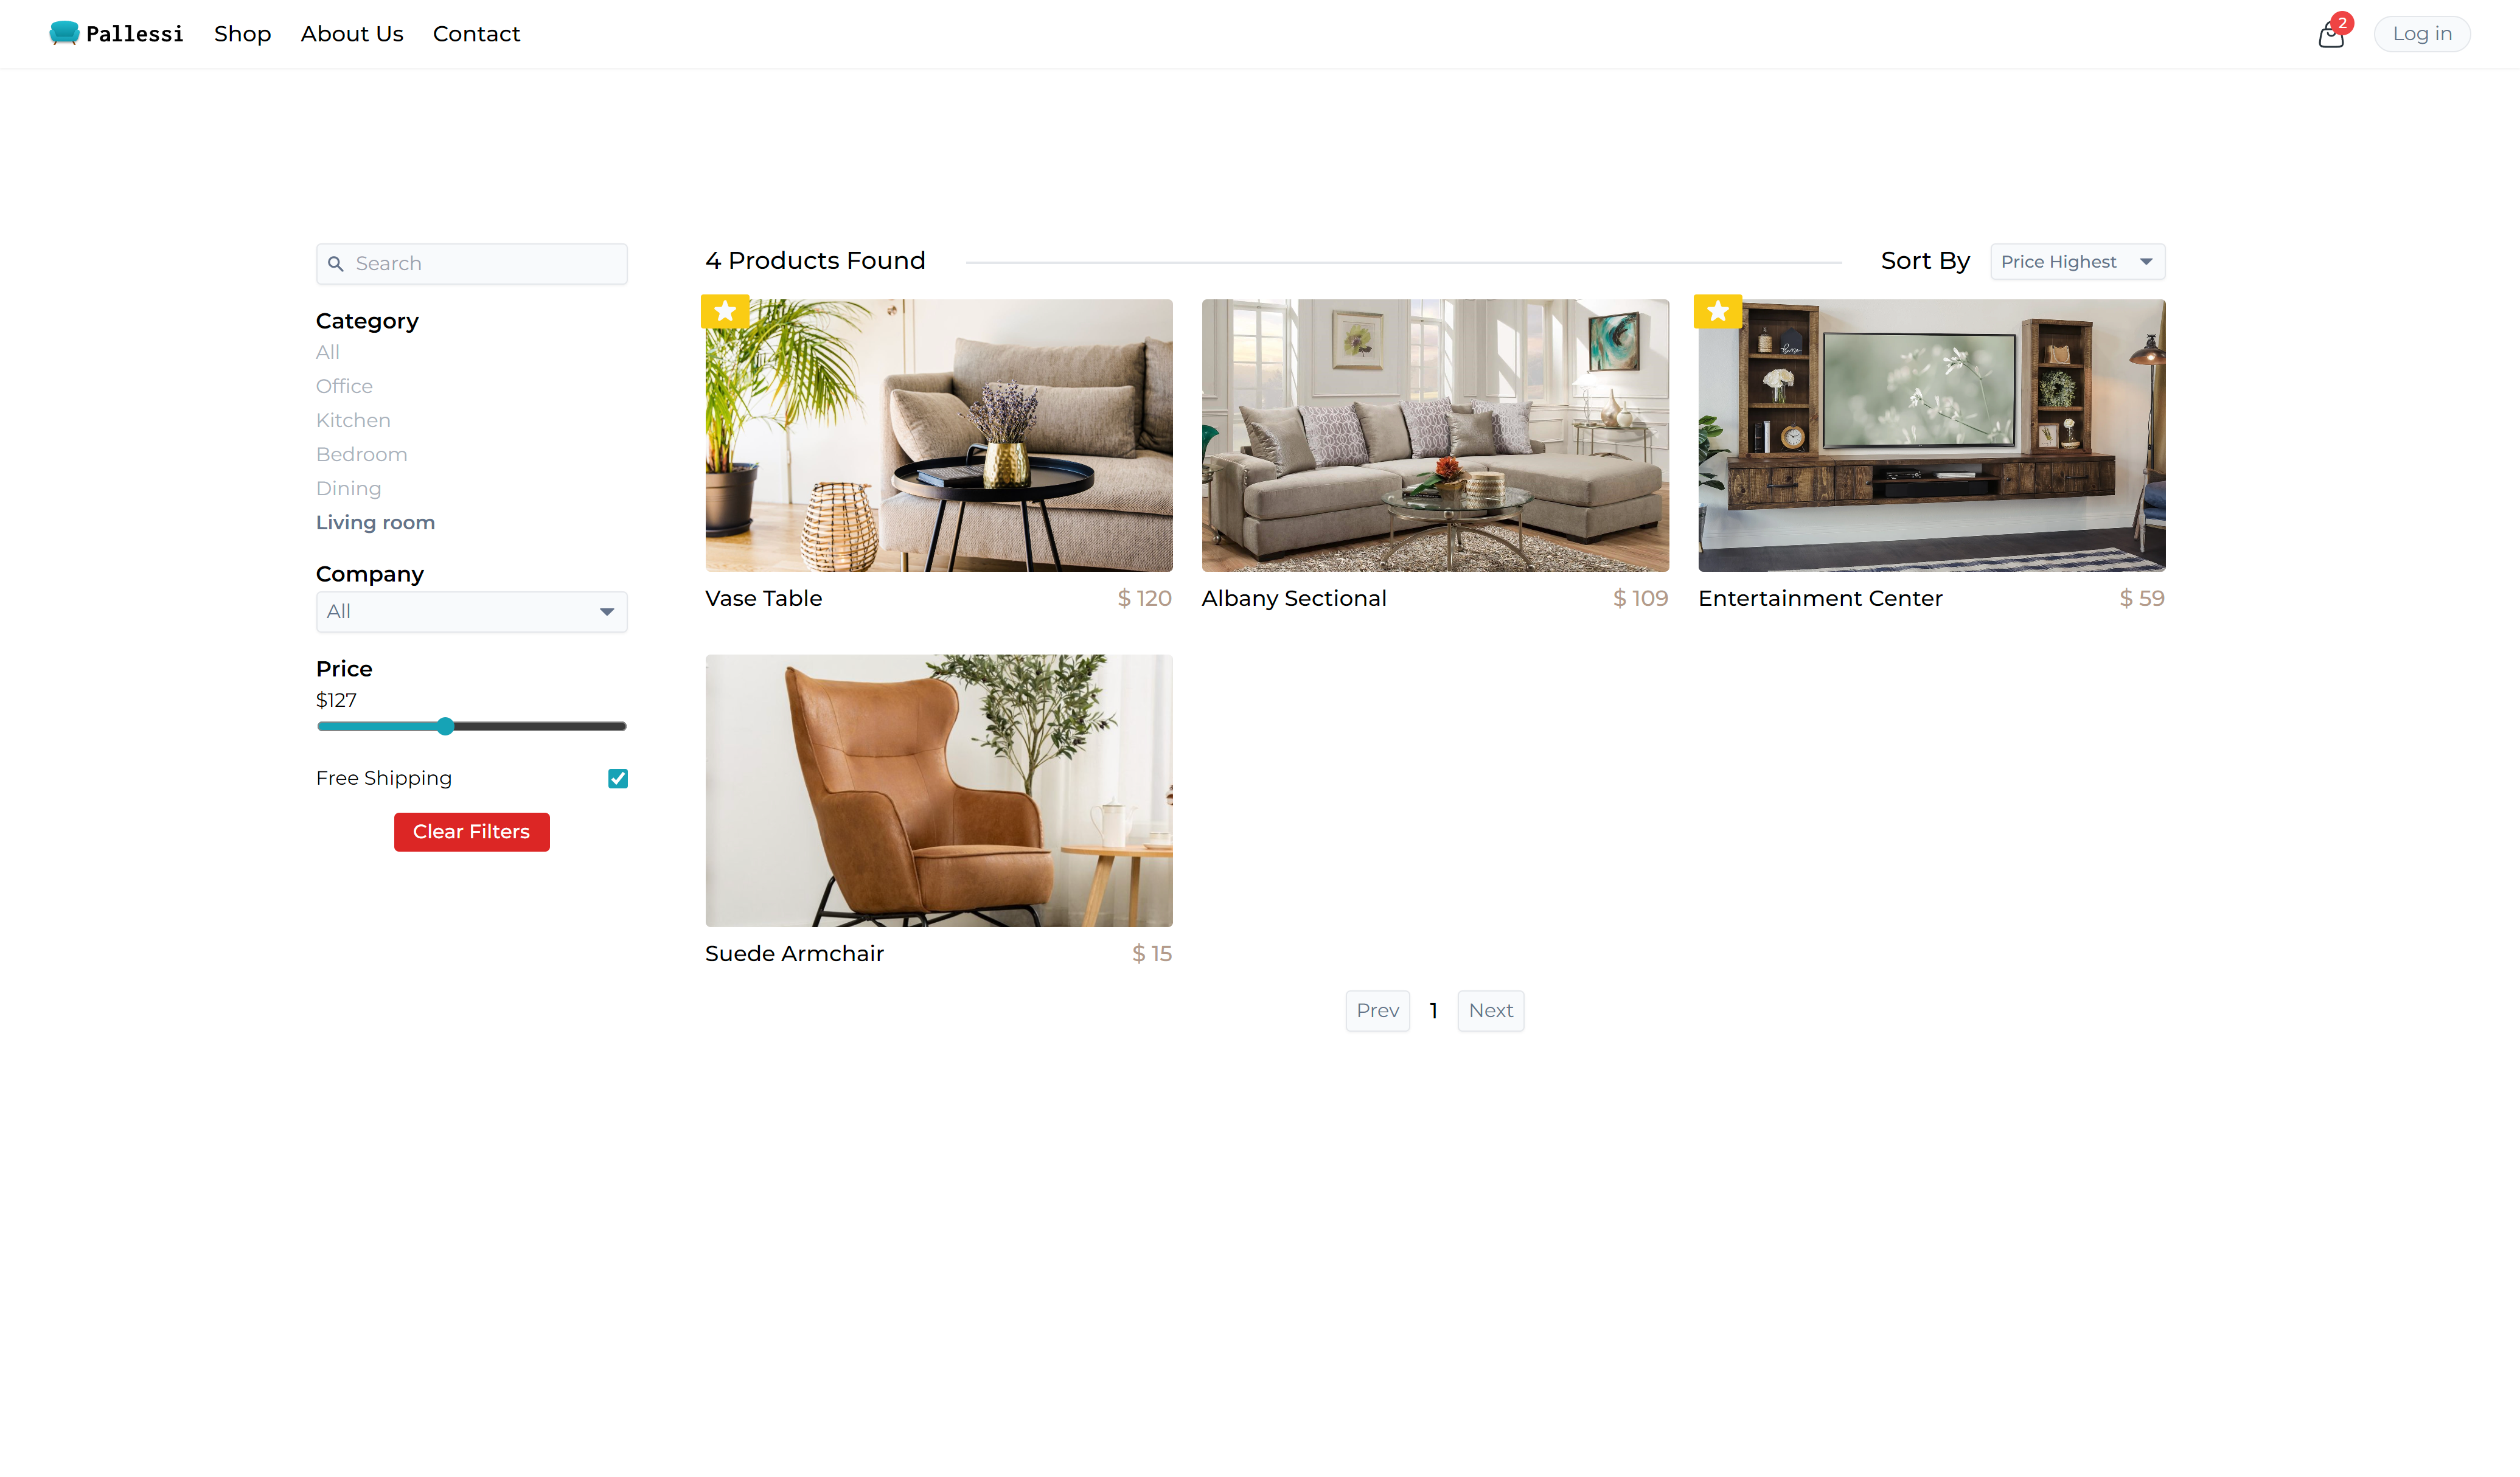 Pallessi Shop About Us Contact 2 Log in
Search
Category
All
Office
Kitchen
Bedroom
Dining
Living room
Company
All
Price
$127
Free Shipping
Clear Filters
4 Products Found Sort By Price Highest
Vase Table $ 120
Albany Sectional $ 109
Entertainment Center $ 59
Suede Armchair $ 15
Prev 1 Next